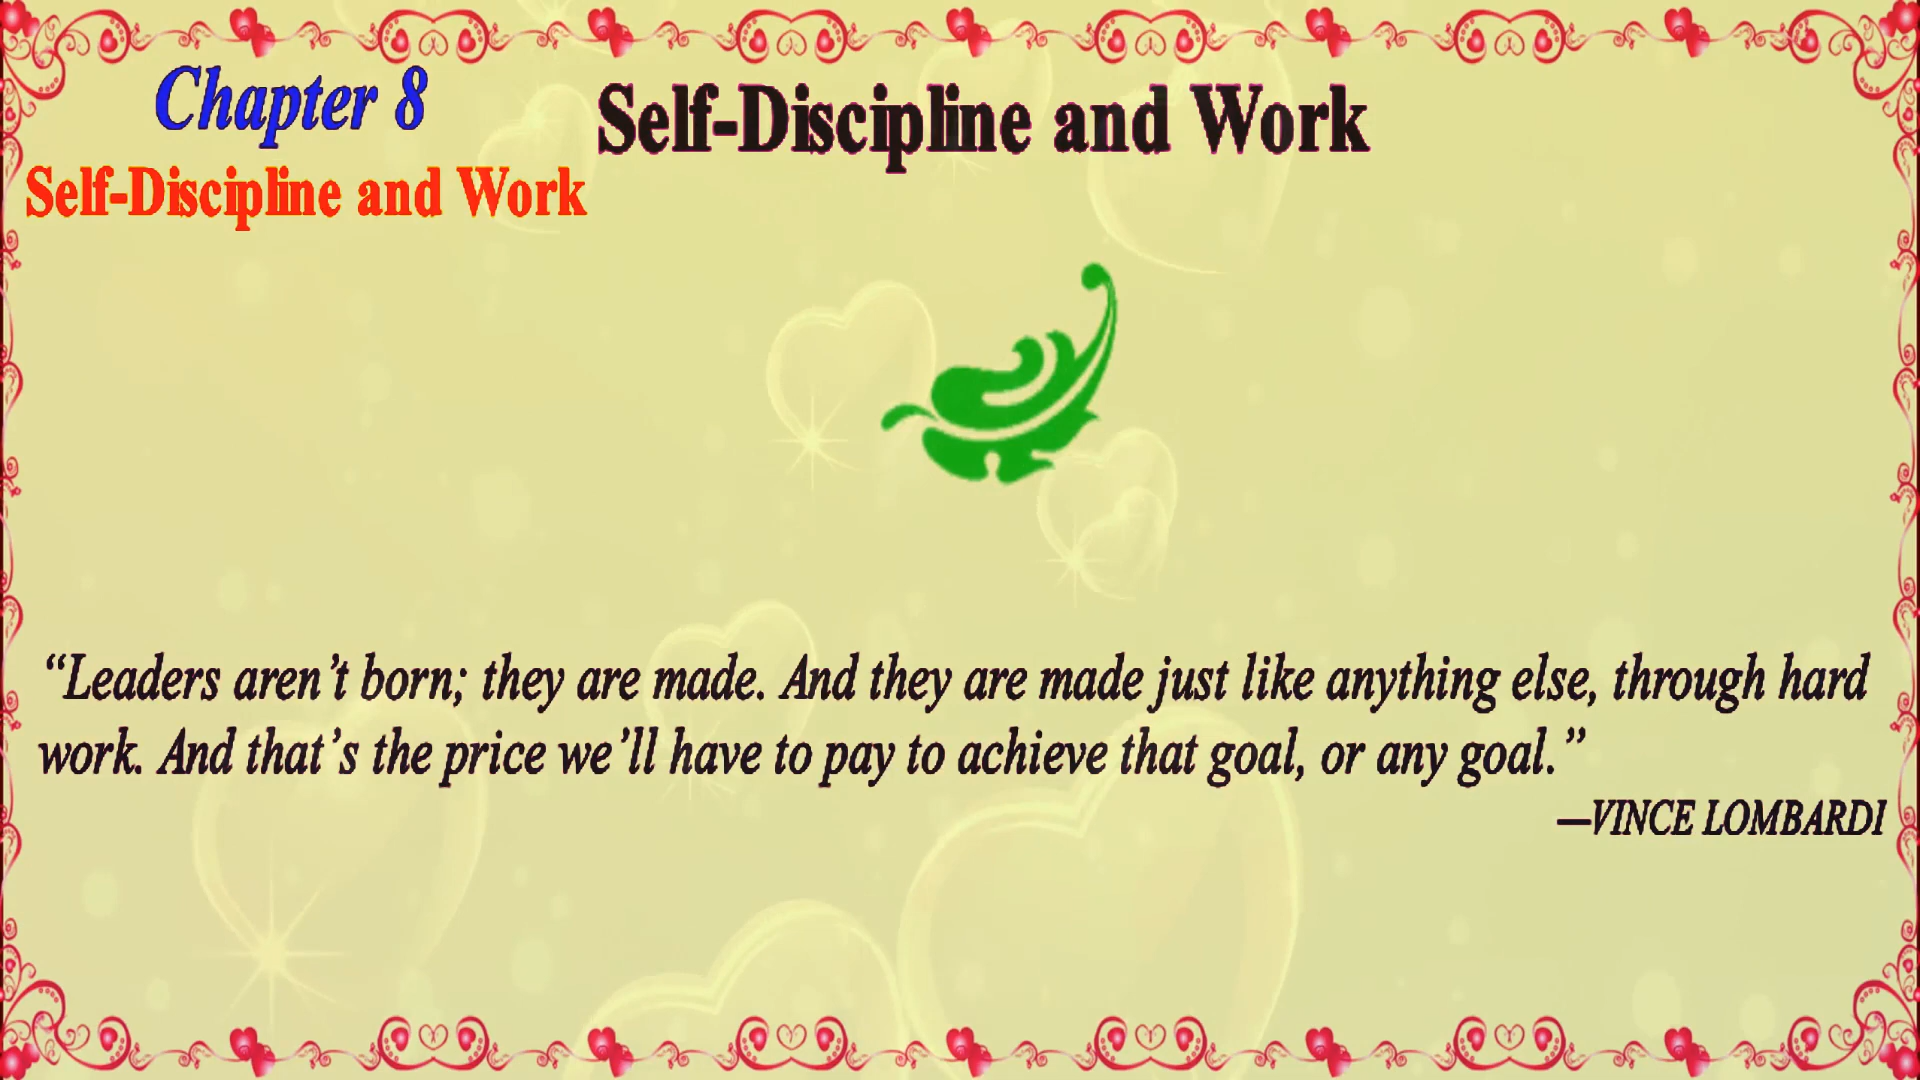 Chapter 8
Self-Discipline and Work
Self-Discipline and Work
“Leaders aren’t born; they are made. And they are made just like anything else, through hard
work. And that’s the price we’ll have to pay to achieve that goal, or any goal.”
—VINCE LOMBARDI